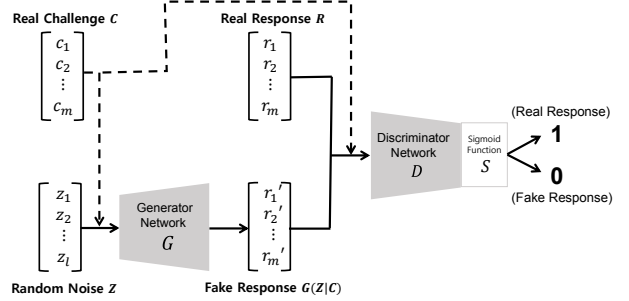 Real Challenge C
Real Response R
c1
c2
⋮
cm
r1
r2
⋮
rm
Discriminator
Network
D
Sigmoid
Function
S
(Real Response)
1
0
(Fake Response)
z1
z2
⋮
zl
Generator
Network
G
r1′
r2′
⋮
rm′
Random Noise Z
Fake Response G(Z|C)